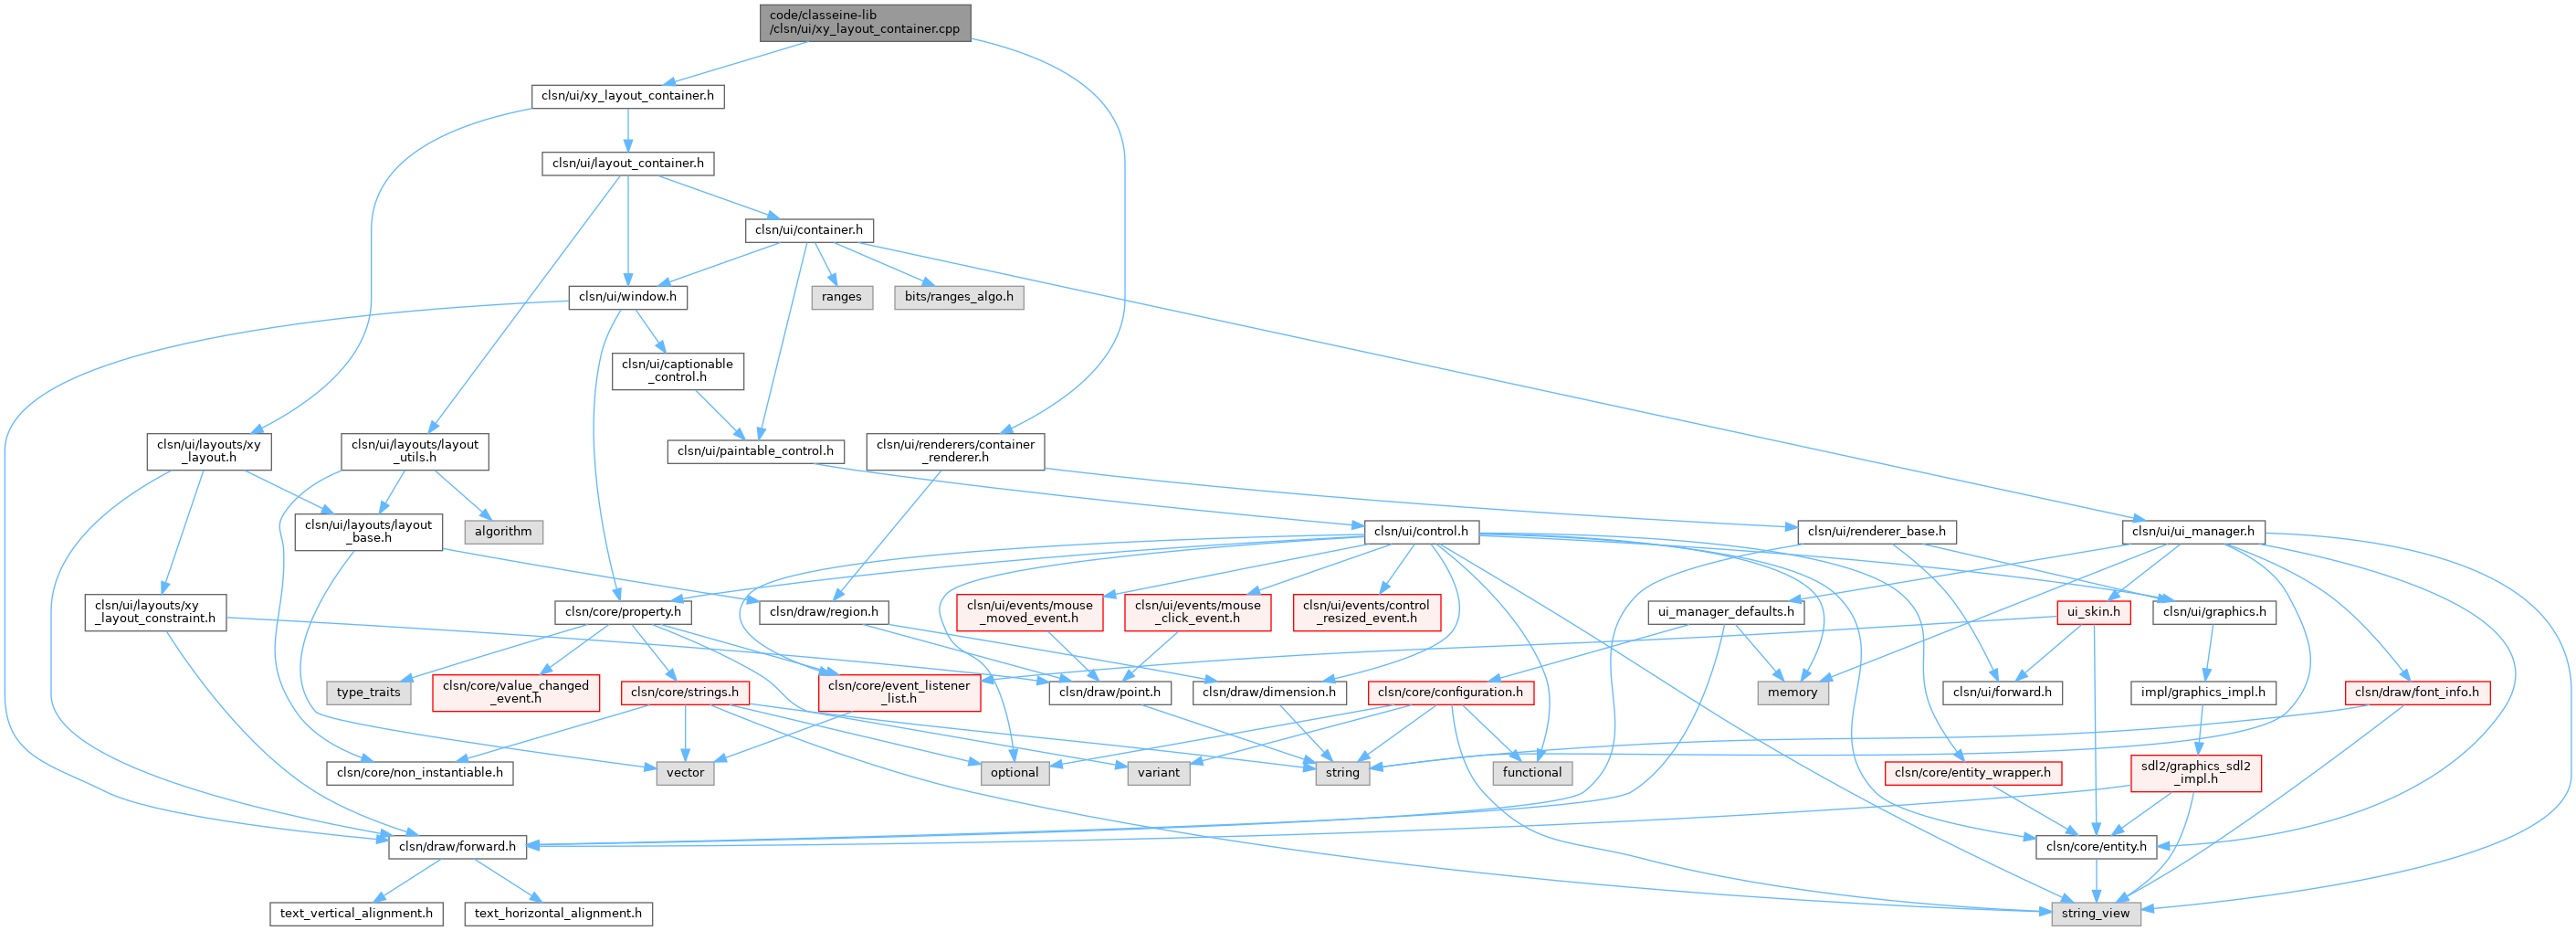 code/classeine-lib
/clsn/ui/xy_layout_container.cpp
clsn/ui/xy_layout_container.h
clsn/ui/layout_container.h
clsn/ui/container.h
clsn/ui/window.h
ranges
bits/ranges_algo.h
clsn/ui/captionable
_control.h
clsn/ui/layouts/xy
_layout.h
clsn/ui/layouts/layout
_utils.h
clsn/ui/paintable_control.h
clsn/ui/renderers/container
_renderer.h
clsn/ui/layouts/layout
_base.h
algorithm
clsn/ui/control.h
clsn/ui/renderer_base.h
clsn/ui/ui_manager.h
clsn/ui/layouts/xy
_layout_constraint.h
clsn/core/property.h
clsn/draw/region.h
clsn/ui/events/mouse
_moved_event.h
clsn/ui/events/mouse
_click_event.h
clsn/ui/events/control
_resized_event.h
ui_manager_defaults.h
ui_skin.h
clsn/ui/graphics.h
type_traits
clsn/core/value_changed
_event.h
clsn/core/strings.h
clsn/core/event_listener
_list.h
clsn/draw/point.h
clsn/draw/dimension.h
clsn/core/configuration.h
memory
clsn/ui/forward.h
impl/graphics_impl.h
clsn/draw/font_info.h
clsn/core/non_instantiable.h
vector
optional
variant
string
functional
clsn/core/entity_wrapper.h
sdl2/graphics_sdl2
_impl.h
clsn/draw/forward.h
clsn/core/entity.h
text_vertical_alignment.h
text_horizontal_alignment.h
string_view